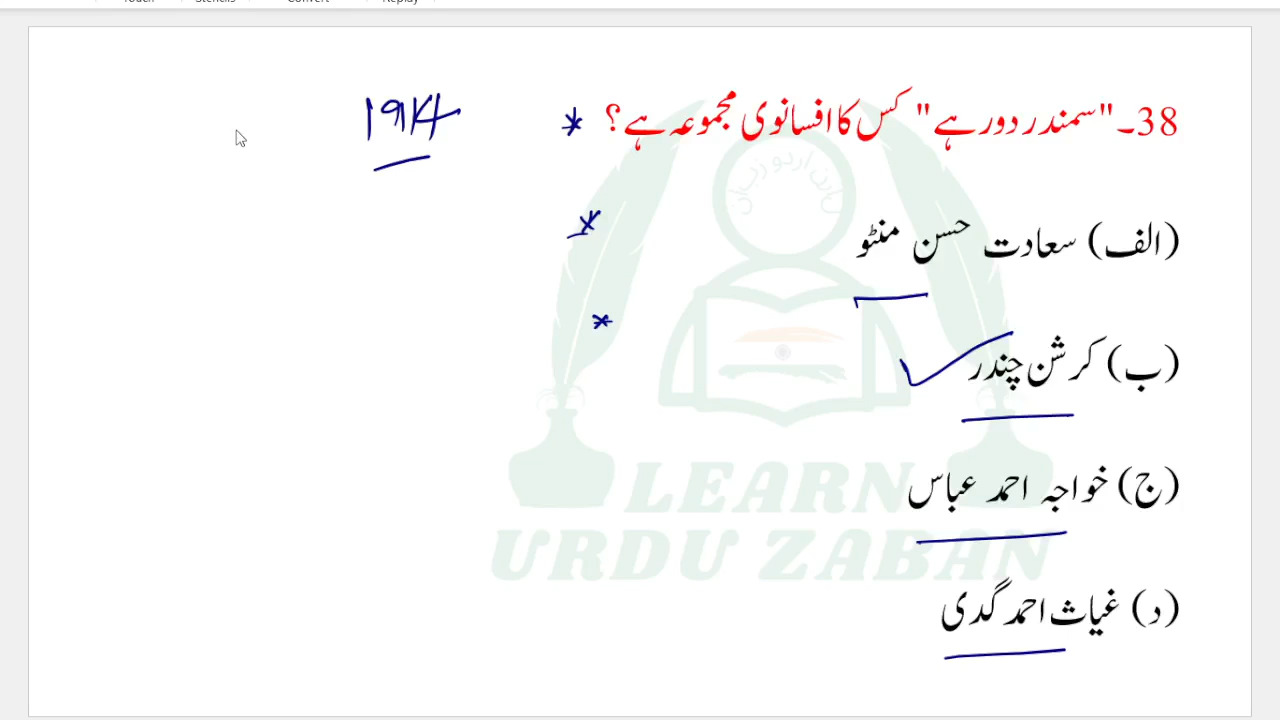 38۔"سمندر دور ہے" کس کا افسانوی مجموعہ ہے؟
1914
(الف) سعادت حسن منٹو
(ب) کرشن چندر
(ج) خواجہ احمد عباس
(د) غیاث احمد گدی
LEARN
URDU ZABAN